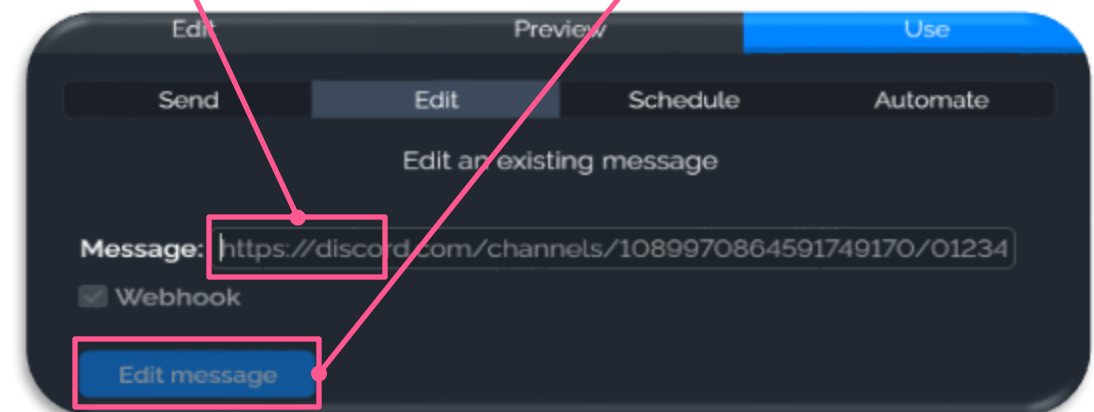 Edit Preview Use
Send Edit Schedule Automate
Edit an existing message
Message: https://discord.com/channels/1089970864591749170/01234
Webhook
Edit message